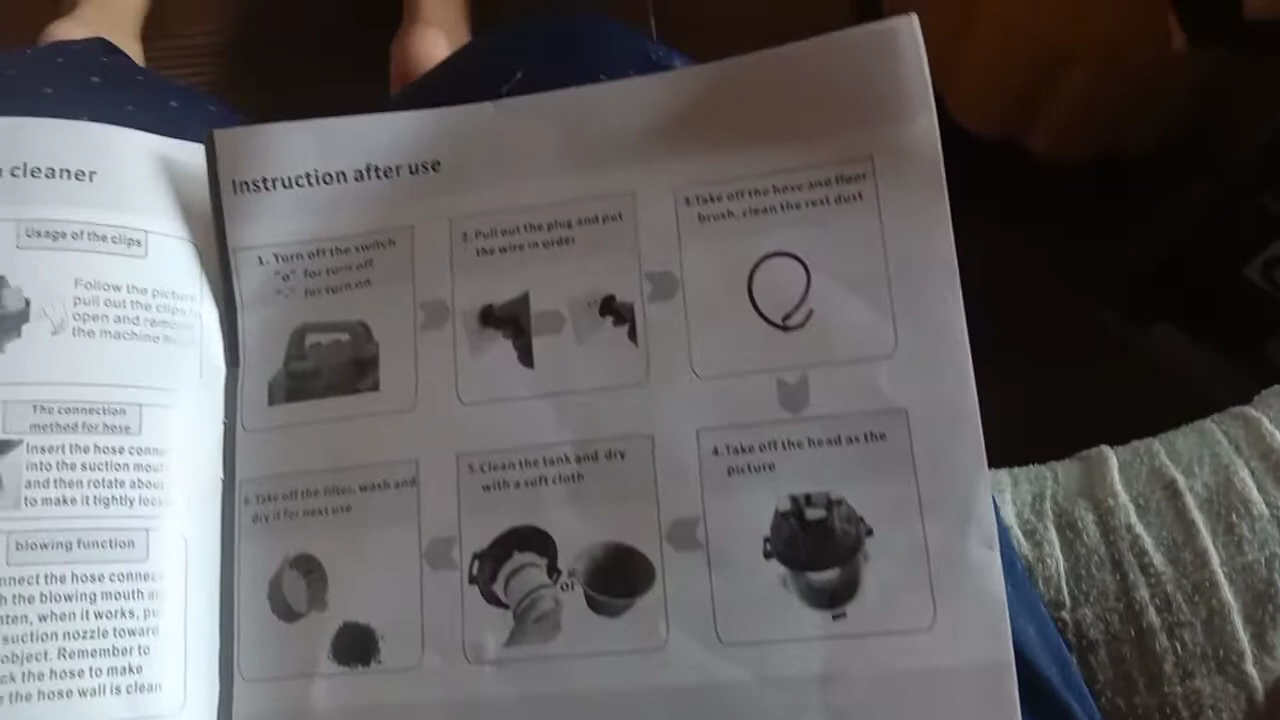 cleaner
Usage of the clips
Follow the picture
pull out the clips
open and
the machine
The connection
method for hose
Insert the hose
into the suction
and then rotate
to make it tightly
blowing function
the hose
the blowing mouth
when it works,
suction nozzle toward
object. Remember to
the hose to make
the hose wall is clean
Instruction after use
1. Turn off the switch
"o" for turn off
"-" for turn on
2. Pull out the plug and put
the wire in order
3.Take off the hose and floor
brush, clean the rest dust
4.Take off the head as the
picture
5.Clean the tank and dry
with a soft cloth
or
6.Take off the filter, wash and
dry it for next use